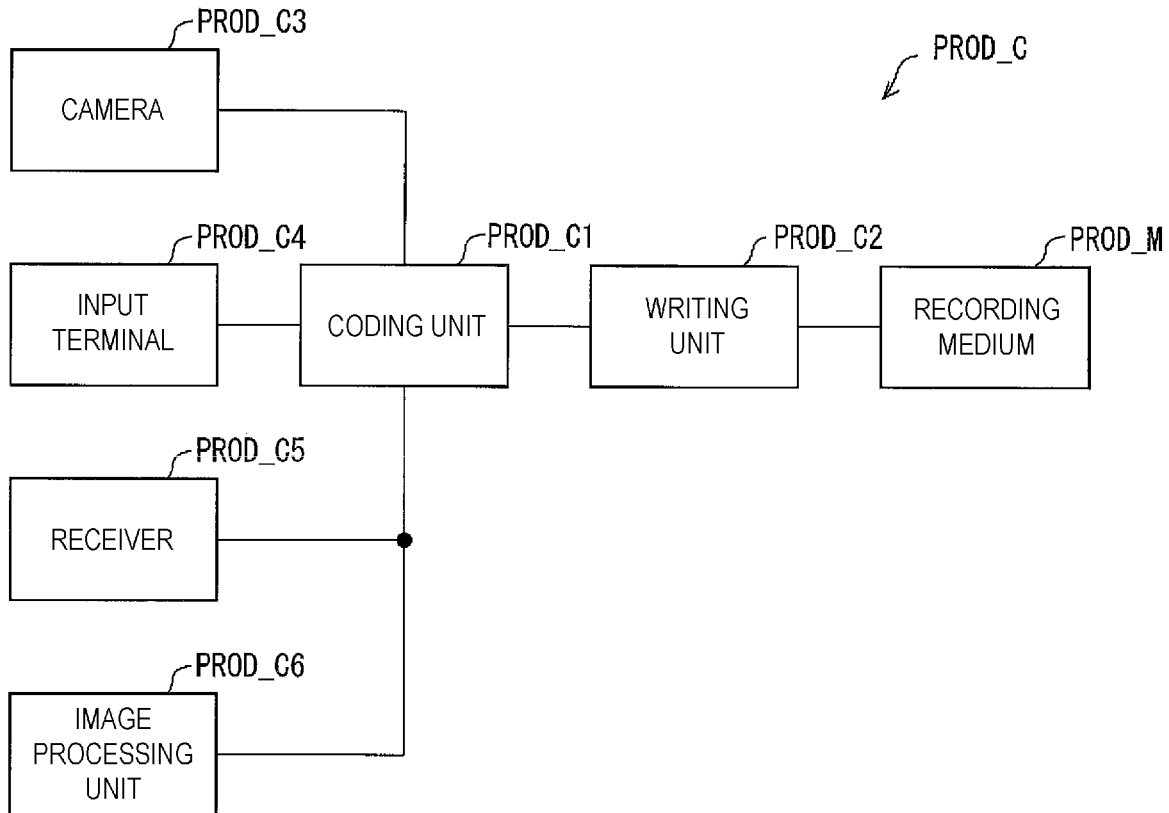 PROD_C3
PROD_C
CAMERA
PROD_C4
PROD_C1
PROD_C2
PROD_M
INPUT
TERMINAL
CODING UNIT
WRITING
UNIT
RECORDING
MEDIUM
PROD_C5
RECEIVER
PROD_C6
IMAGE
PROCESSING
UNIT